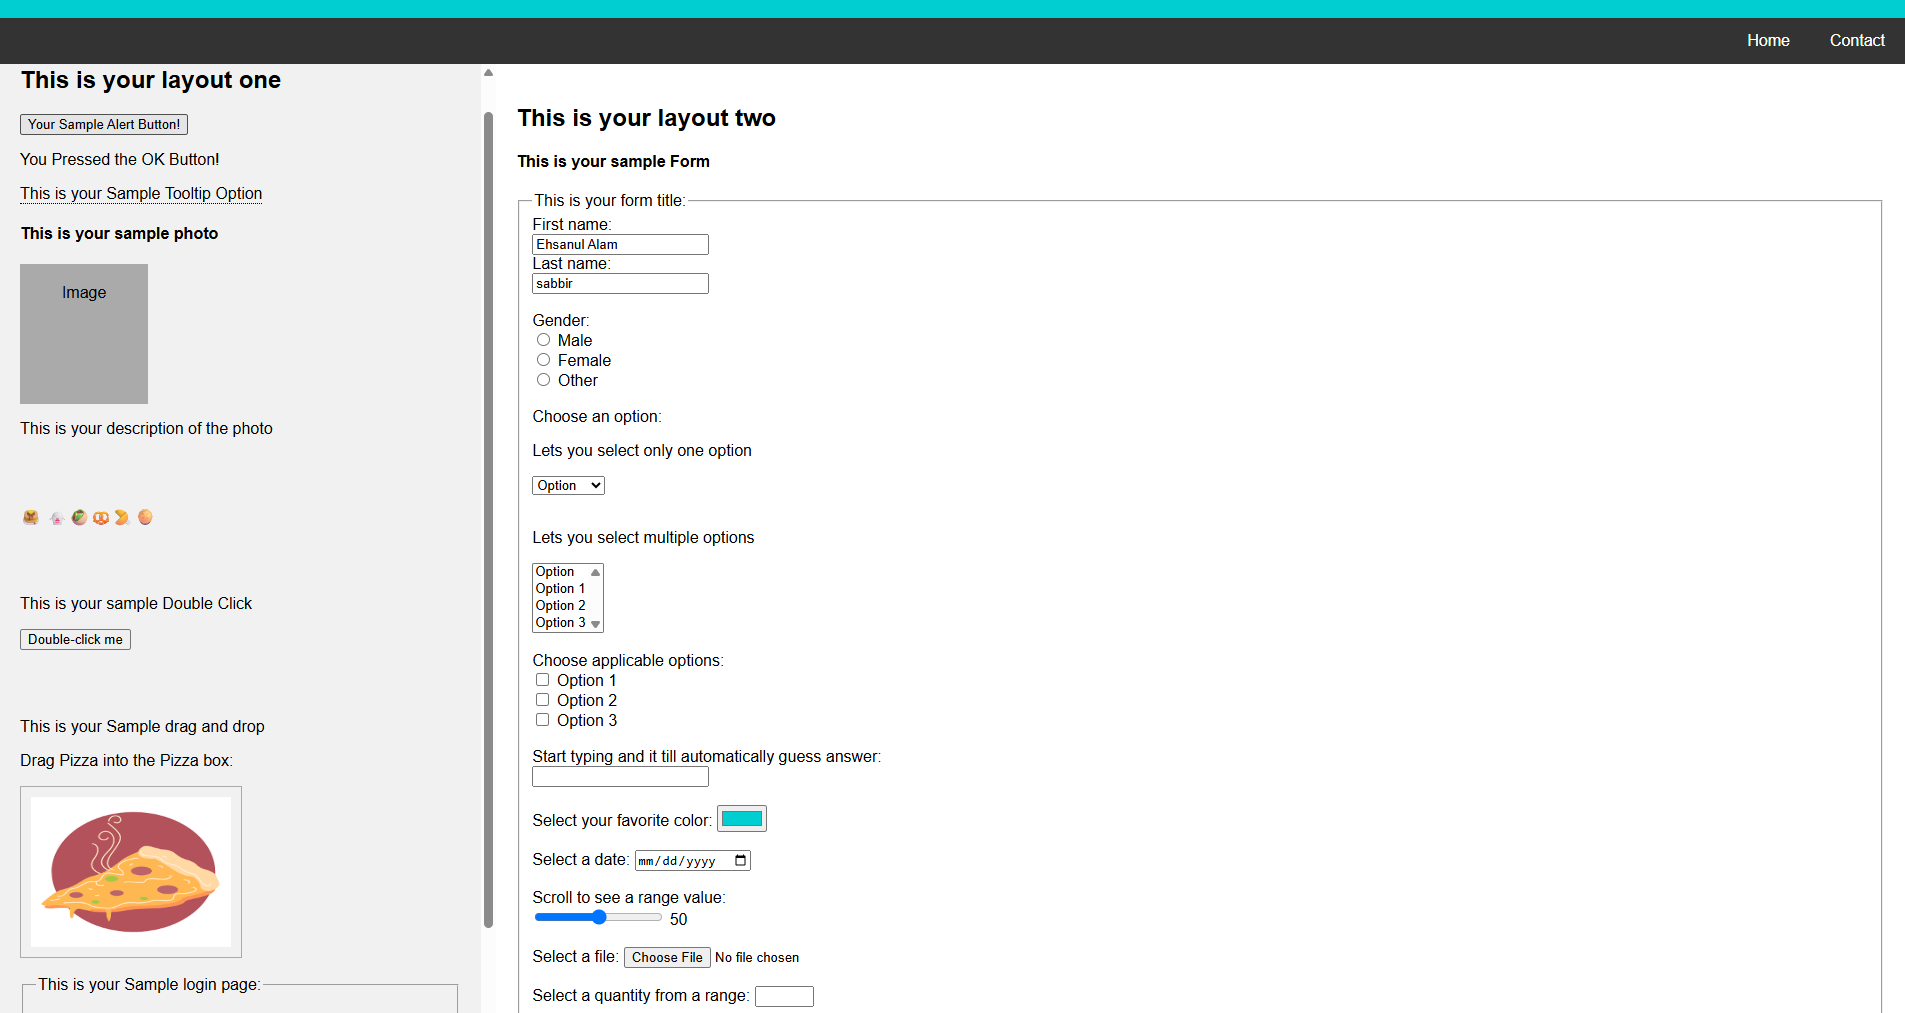 Home
Contact
This is your layout one
Your Sample Alert Button!
You Pressed the OK Button!
This is your Sample Tooltip Option
This is your sample photo
Image
This is your description of the photo
This is your sample Double Click
Double-click me
This is your Sample drag and drop
Drag Pizza into the Pizza box:
This is your Sample login page:
This is your layout two
This is your sample Form
This is your form title:
First name:
Ehsanul Alam
Last name:
sabbir
Gender:
Male
Female
Other
Choose an option:
Lets you select only one option
Option
Lets you select multiple options
Option
Option 1
Option 2
Option 3
Choose applicable options:
Option 1
Option 2
Option 3
Start typing and it till automatically guess answer:
Select your favorite color:
Select a date: mm/dd/yyyy
Scroll to see a range value:
50
Select a file: Choose File No file chosen
Select a quantity from a range: